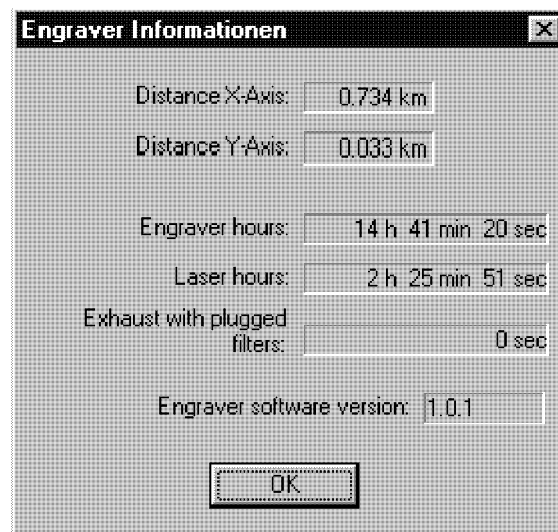 Engraver Informationen
Distance X-Axis: 0.734 km
Distance Y-Axis: 0.033 km
Engraver hours: 14 h 41 min 20 sec
Laser hours: 2 h 25 min 51 sec
Exhaust with plugged
filters: 0 sec
Engraver software version: 1.0.1
OK